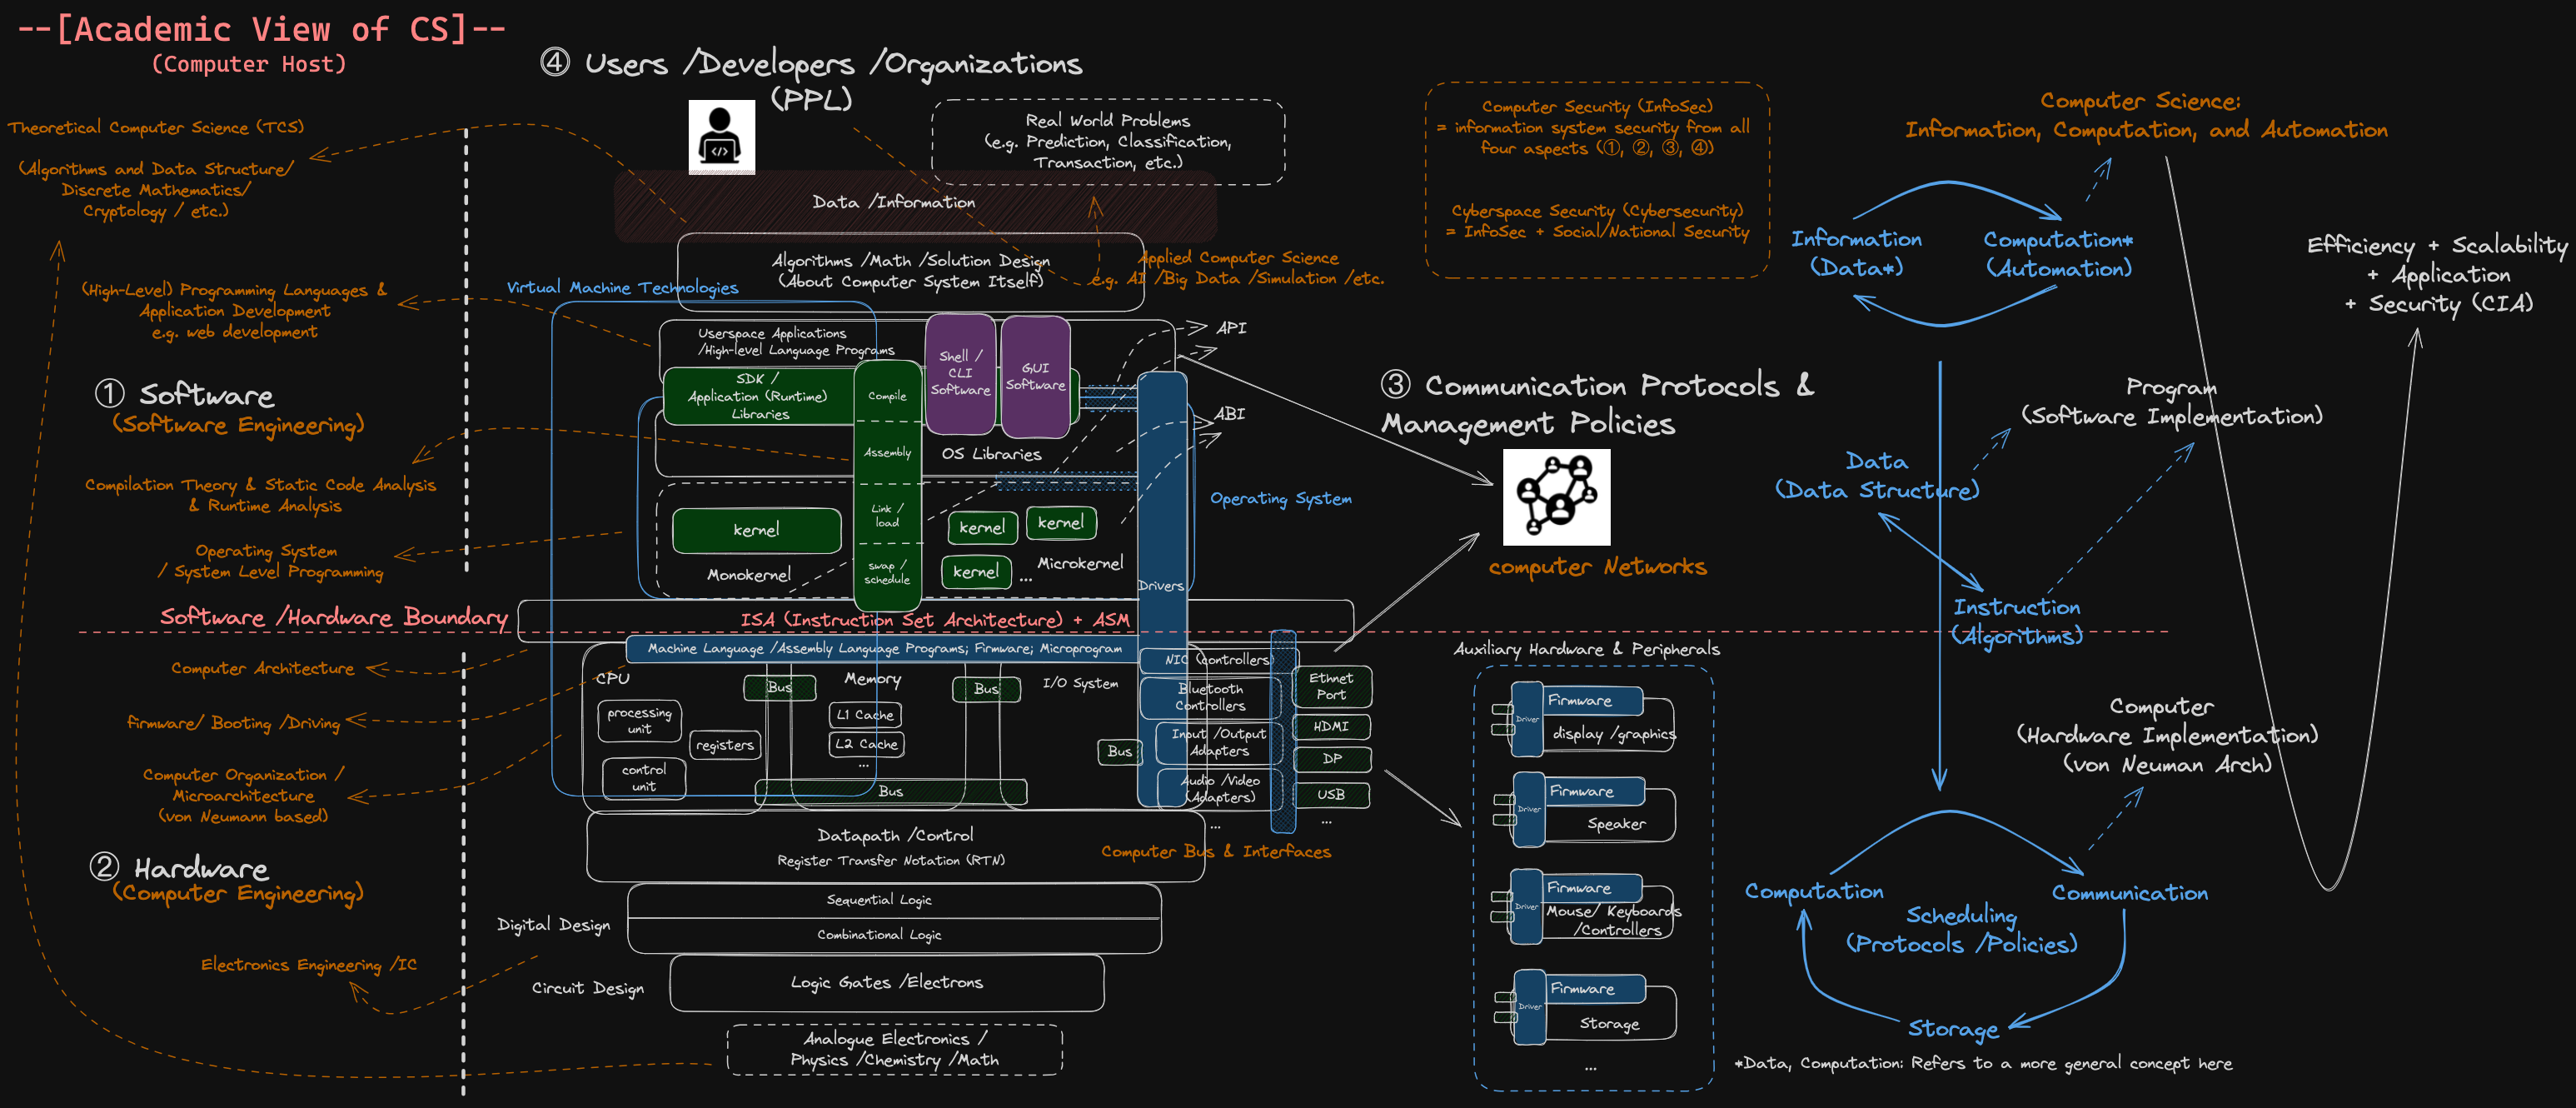 --[Academic View of CS]--
(Computer Host)
④ Users /Developers /Organizations
(PPL)
Real World Problems
(e.g. Prediction, Classification,
Transaction, etc.)
Data /Information
Algorithms /Math /Solution Design
(About Computer System Itself)
Applied Computer Science
e.g. AI /Big Data /Simulation /etc.
Theoretical Computer Science (TCS)
(Algorithms and Data Structure/
Discrete Mathematics/
Cryptology / etc.)
(High-Level) Programming Languages &
Application Development
e.g. web development
① Software
(Software Engineering)
Compilation Theory & Static Code Analysis
& Runtime Analysis
Operating System
/ System Level Programming
Software /Hardware Boundary
Computer Architecture
firmware/ Booting /Driving
Computer Organization /
Microarchitecture
(von Neumann based)
② Hardware
(Computer Engineering)
Electronics Engineering /IC
Virtual Machine Technologies
Userspace Applications
/High-level Language Programs
SDK /
Application (Runtime)
Libraries
Compile
Assembly
Link /
load
swap /
schedule
Shell /
CLI
Software
GUI
Software
API
ABI
OS Libraries
Operating System
kernel
Monokernel
kernel
kernel
kernel
...
Microkernel
Drivers
ISA (Instruction Set Architecture) + ASM
Machine Language /Assembly Language Programs; Firmware; Microprogram
CPU
processing
unit
registers
control
unit
Bus
Memory
L1 Cache
L2 Cache
...
Bus
I/O System
Bus
Bus
NIC (controllers)
Bluetooth
Controllers
Input /Output
Adapters
Audio /Video
(Adapters)
...
Ethnet
Port
HDMI
DP
USB
...
Computer Bus & Interfaces
Datapath /Control
Register Transfer Notation (RTN)
Digital Design
Sequential Logic
Combinational Logic
Circuit Design
Logic Gates /Electrons
Analogue Electronics /
Physics /Chemistry /Math
Computer Security (InfoSec)
= information system security from all
four aspects (①, ②, ③, ④)
Cyberspace Security (Cybersecurity)
= InfoSec + Social/National Security
③ Communication Protocols &
Management Policies
computer Networks
Auxiliary Hardware & Peripherals
Driver
Firmware
display /graphics
Driver
Firmware
Speaker
Driver
Firmware
Mouse/ Keyboards
/Controllers
Driver
Firmware
Storage
...
Computer Science:
Information, Computation, and Automation
Information
(Data*)
Computation*
(Automation)
Efficiency + Scalability
+ Application
+ Security (CIA)
Program
(Software Implementation)
Data
(Data Structure)
Instruction
(Algorithms)
Computer
(Hardware Implementation)
(von Neuman Arch)
Computation
Communication
Scheduling
(Protocols /Policies)
Storage
*Data, Computation: Refers to a more general concept here